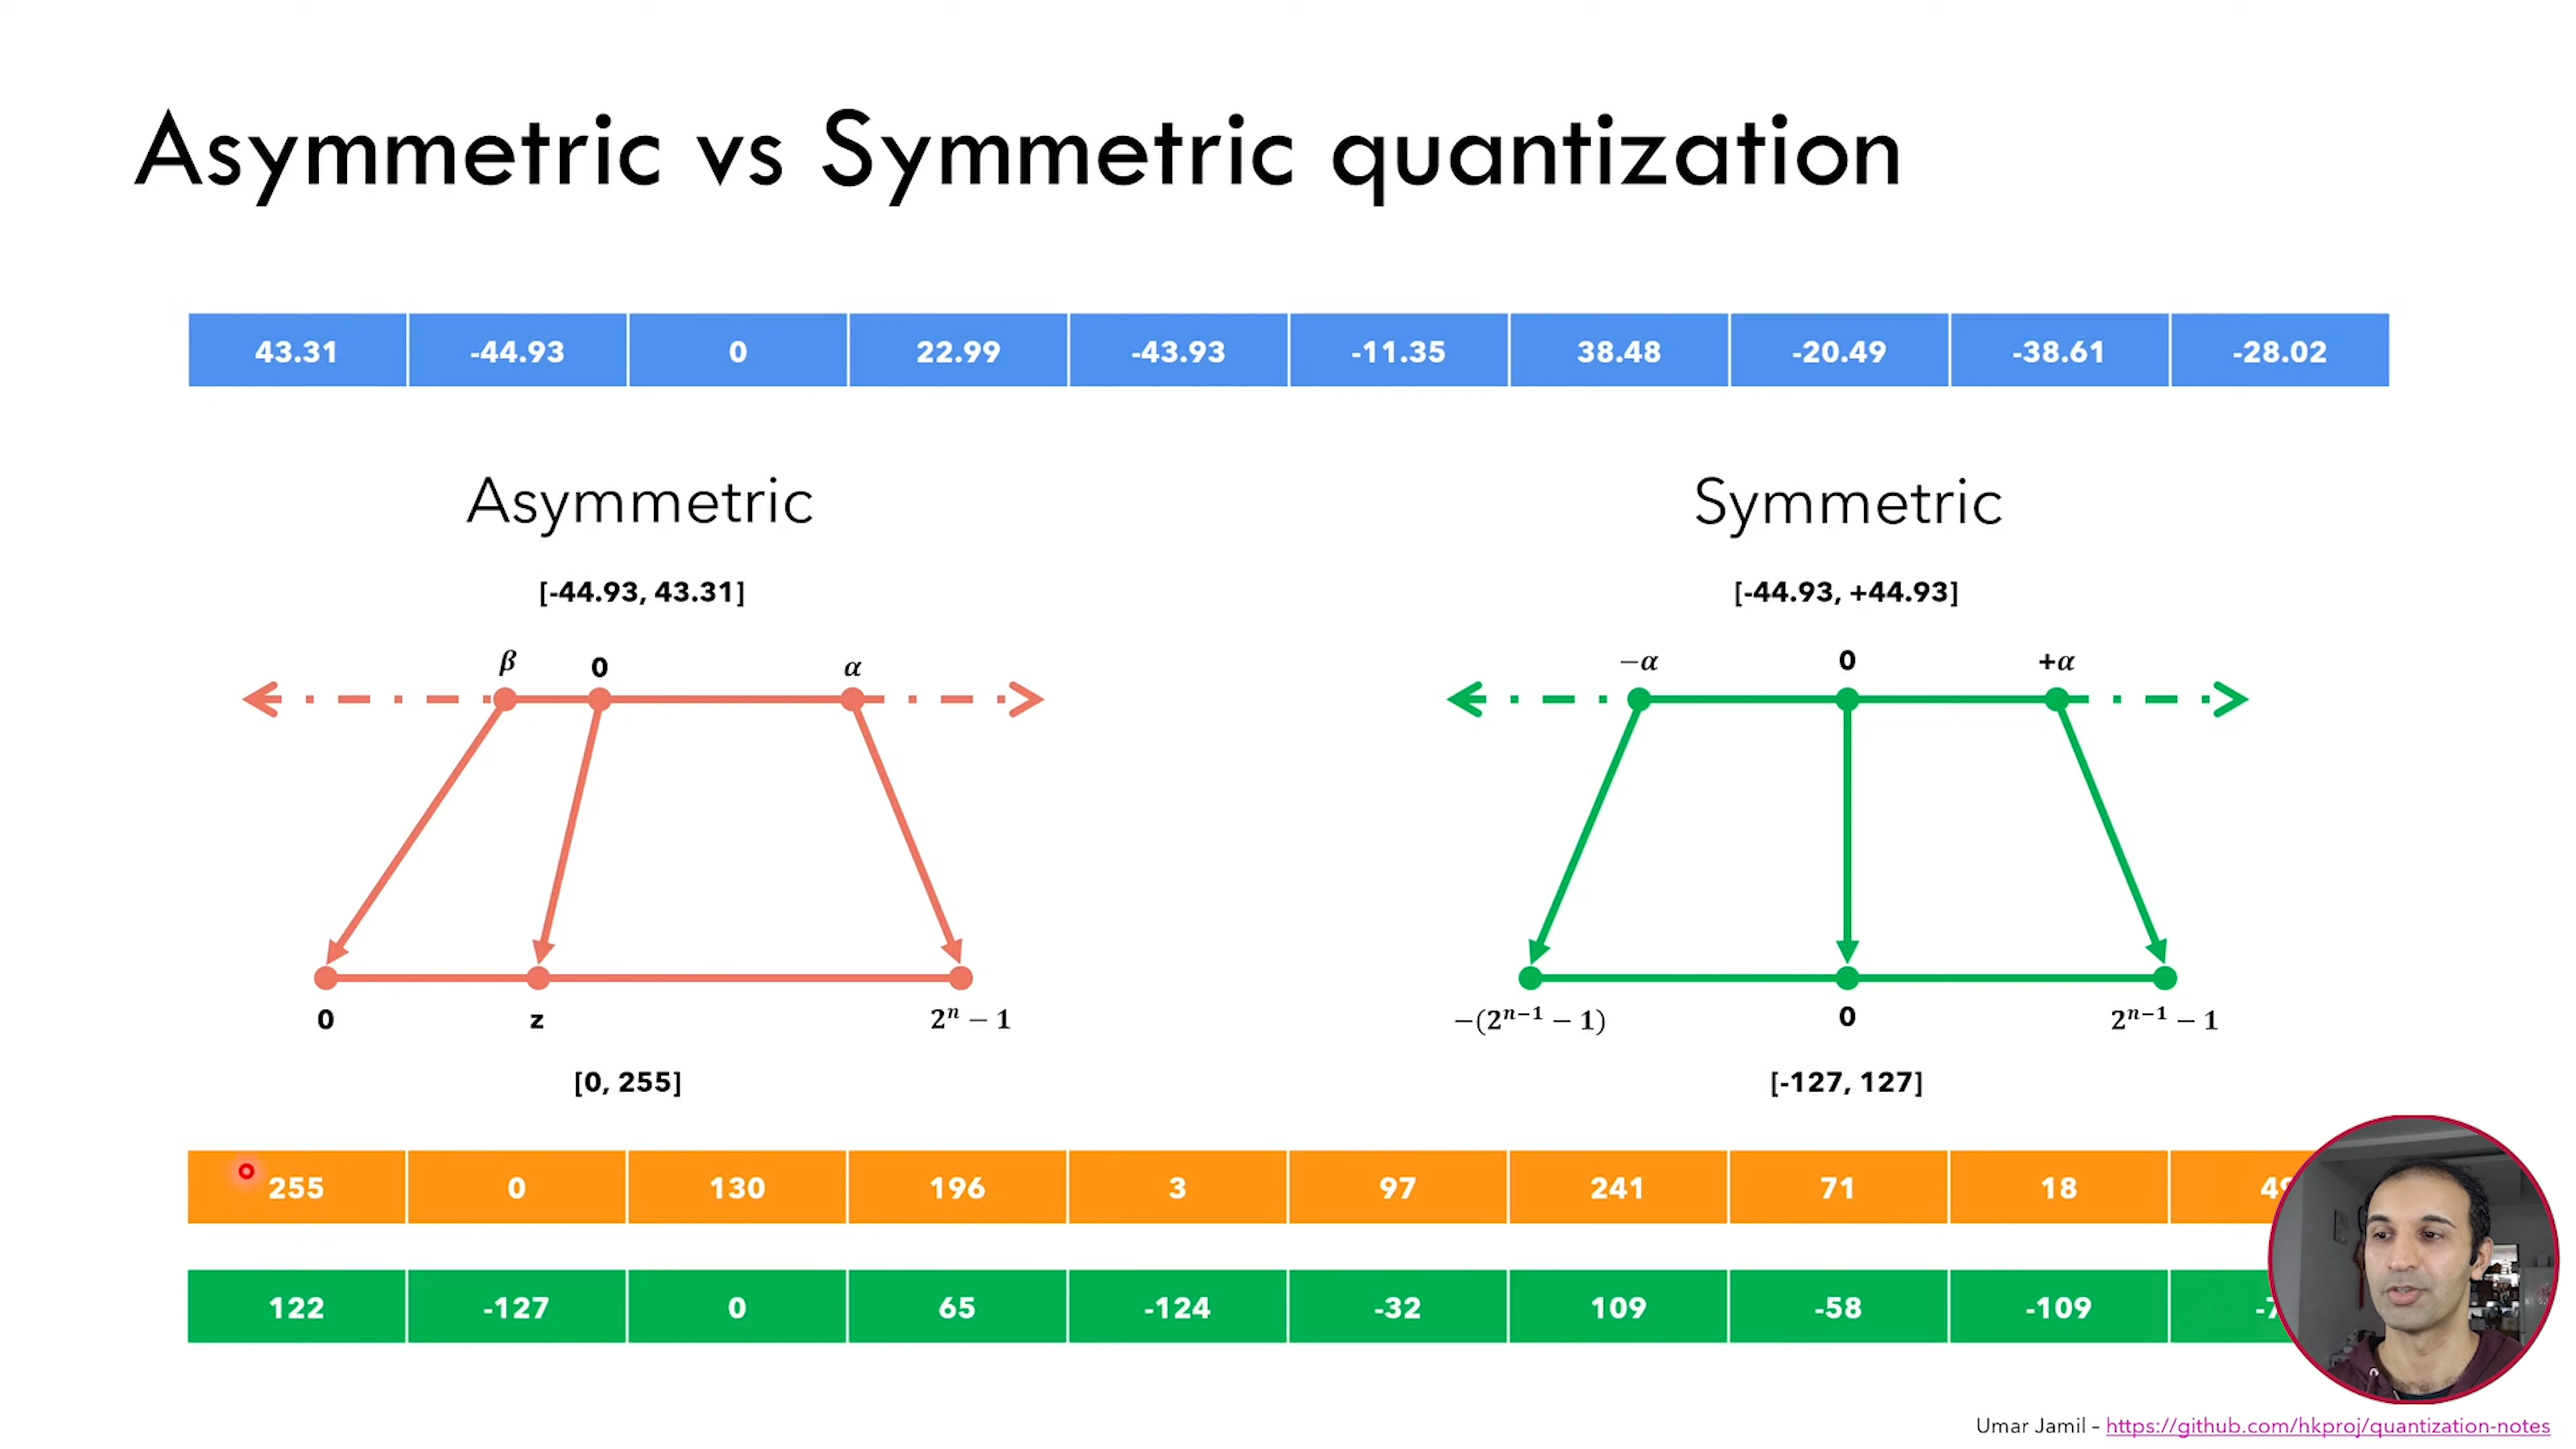 Asymmetric vs Symmetric quantization
43.31 -44.93 0 22.99 -43.93 -11.35 38.48 -20.49 -38.61 -28.02
Asymmetric
[-44.93, 43.31]
β 0 α
0 z 2ⁿ − 1
[0, 255]
Symmetric
[-44.93, +44.93]
−α 0 +α
−(2ⁿ⁻¹ − 1) 0 2ⁿ⁻¹ − 1
[-127, 127]
255 0 130 196 3 97 241 71 18
122 -127 0 65 -124 -32 109 -58 -109
Umar Jamil – https://github.com/hkproj/quantization-notes